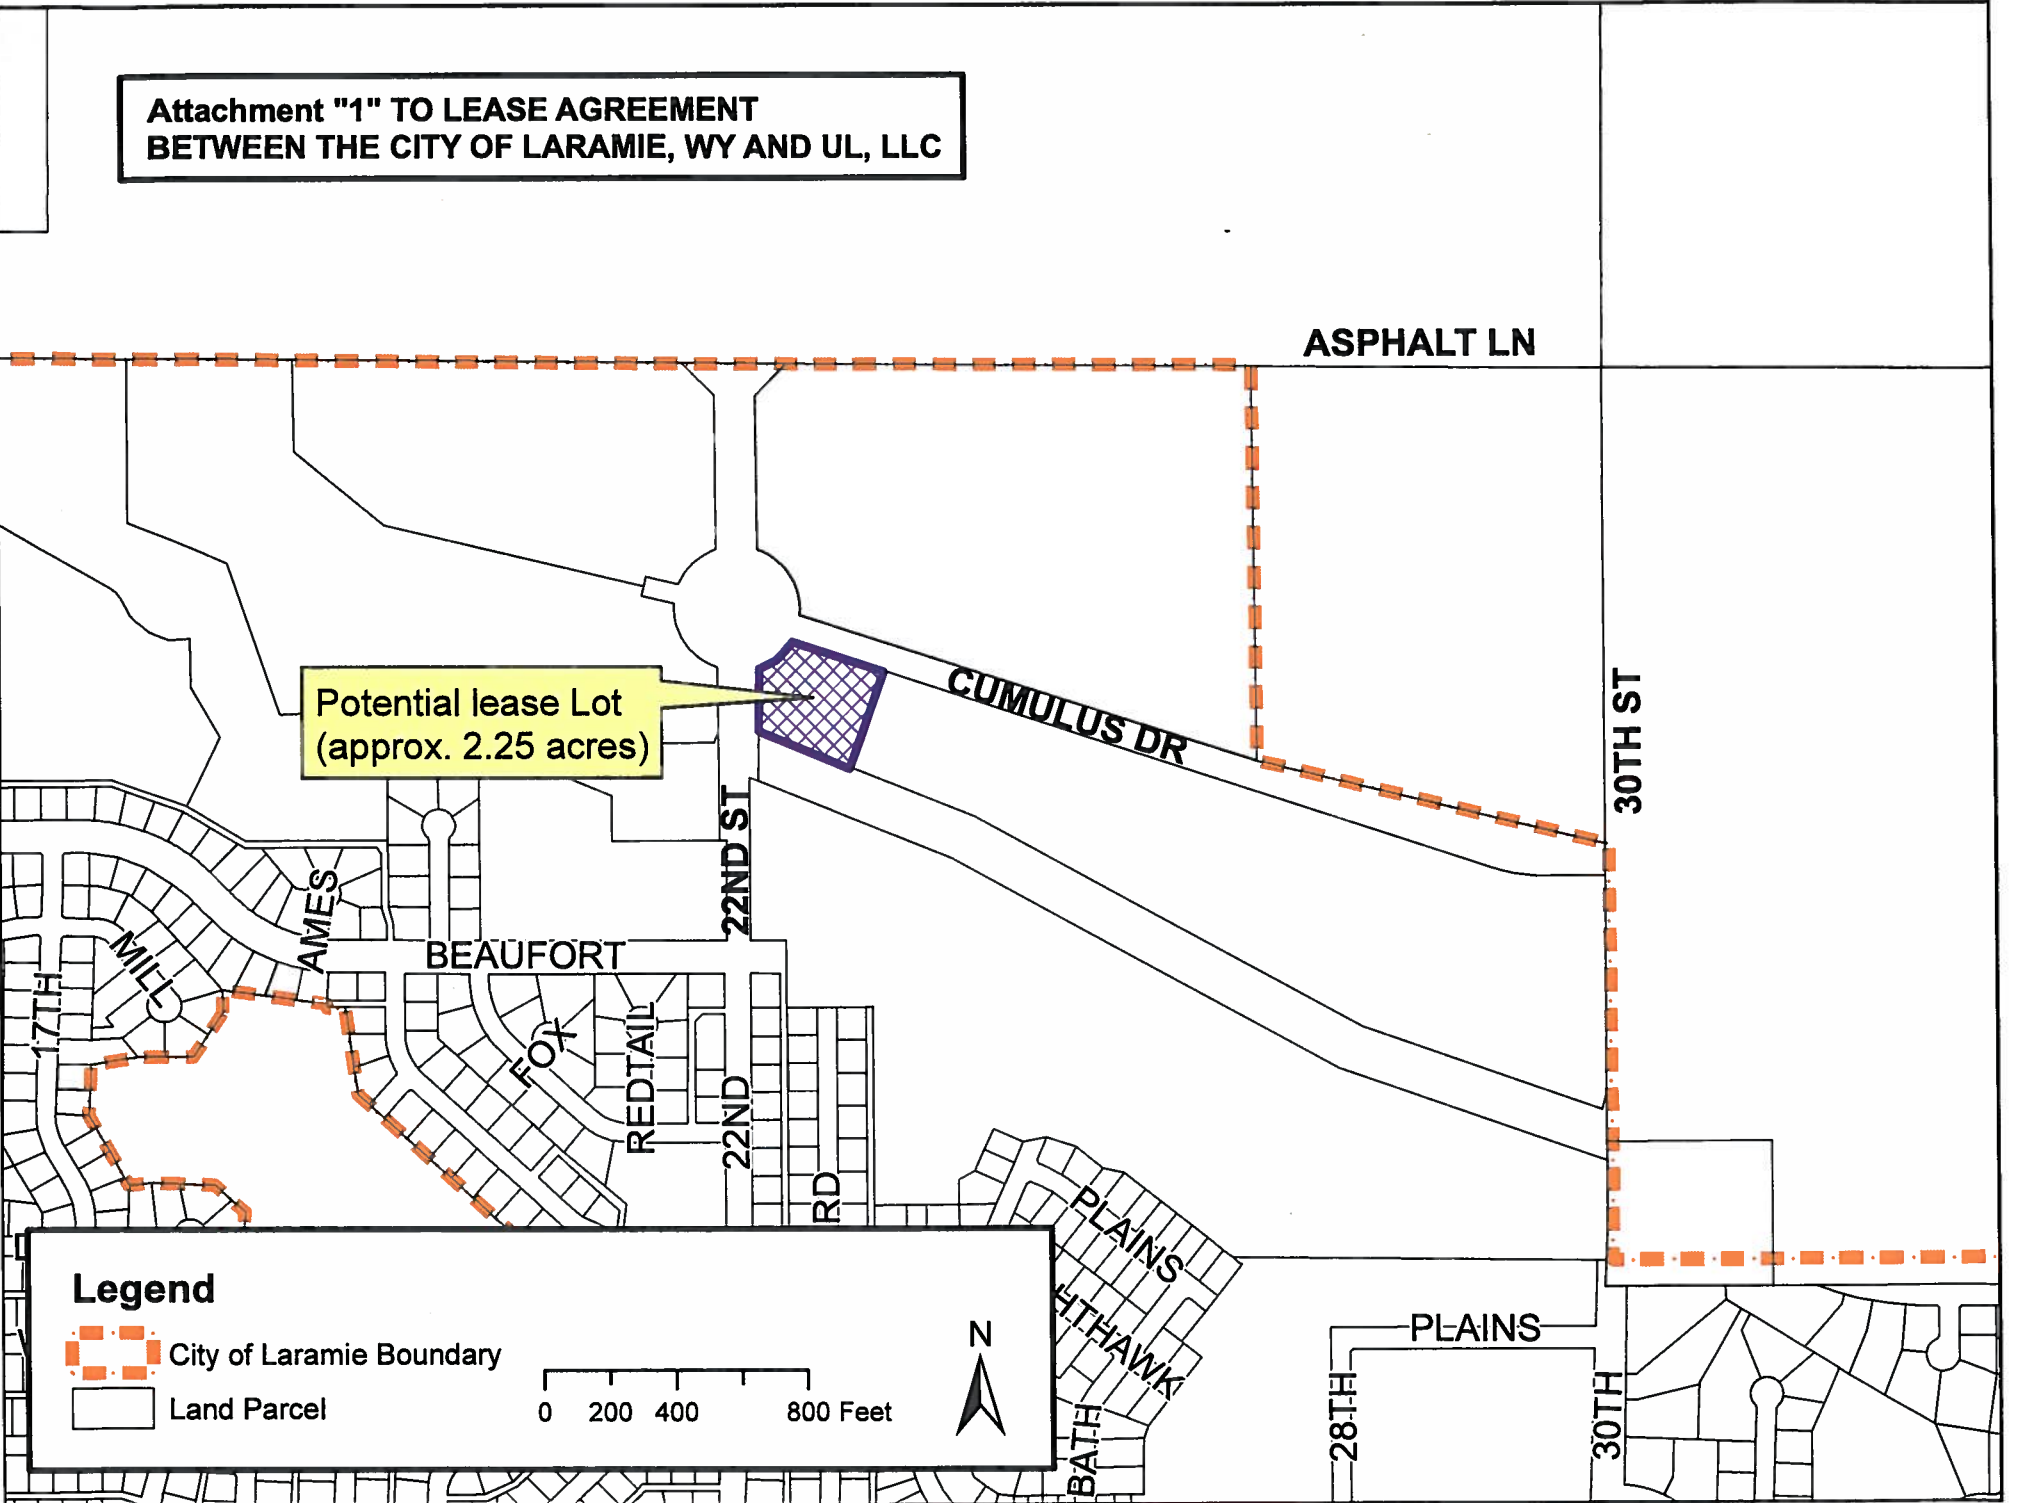 Attachment "1" TO LEASE AGREEMENT
BETWEEN THE CITY OF LARAMIE, WY AND UL, LLC
ASPHALT LN
Potential lease Lot
(approx. 2.25 acres)
CUMULUS DR
30TH ST
22ND ST
AMES
MILL
BEAUFORT
17TH
FOX
REDTAIL
22ND
RD
PLAINS
HTHAWK
PLAINS
28TH
30TH
BATH
Legend
City of Laramie Boundary
Land Parcel
0 200 400 800 Feet
N